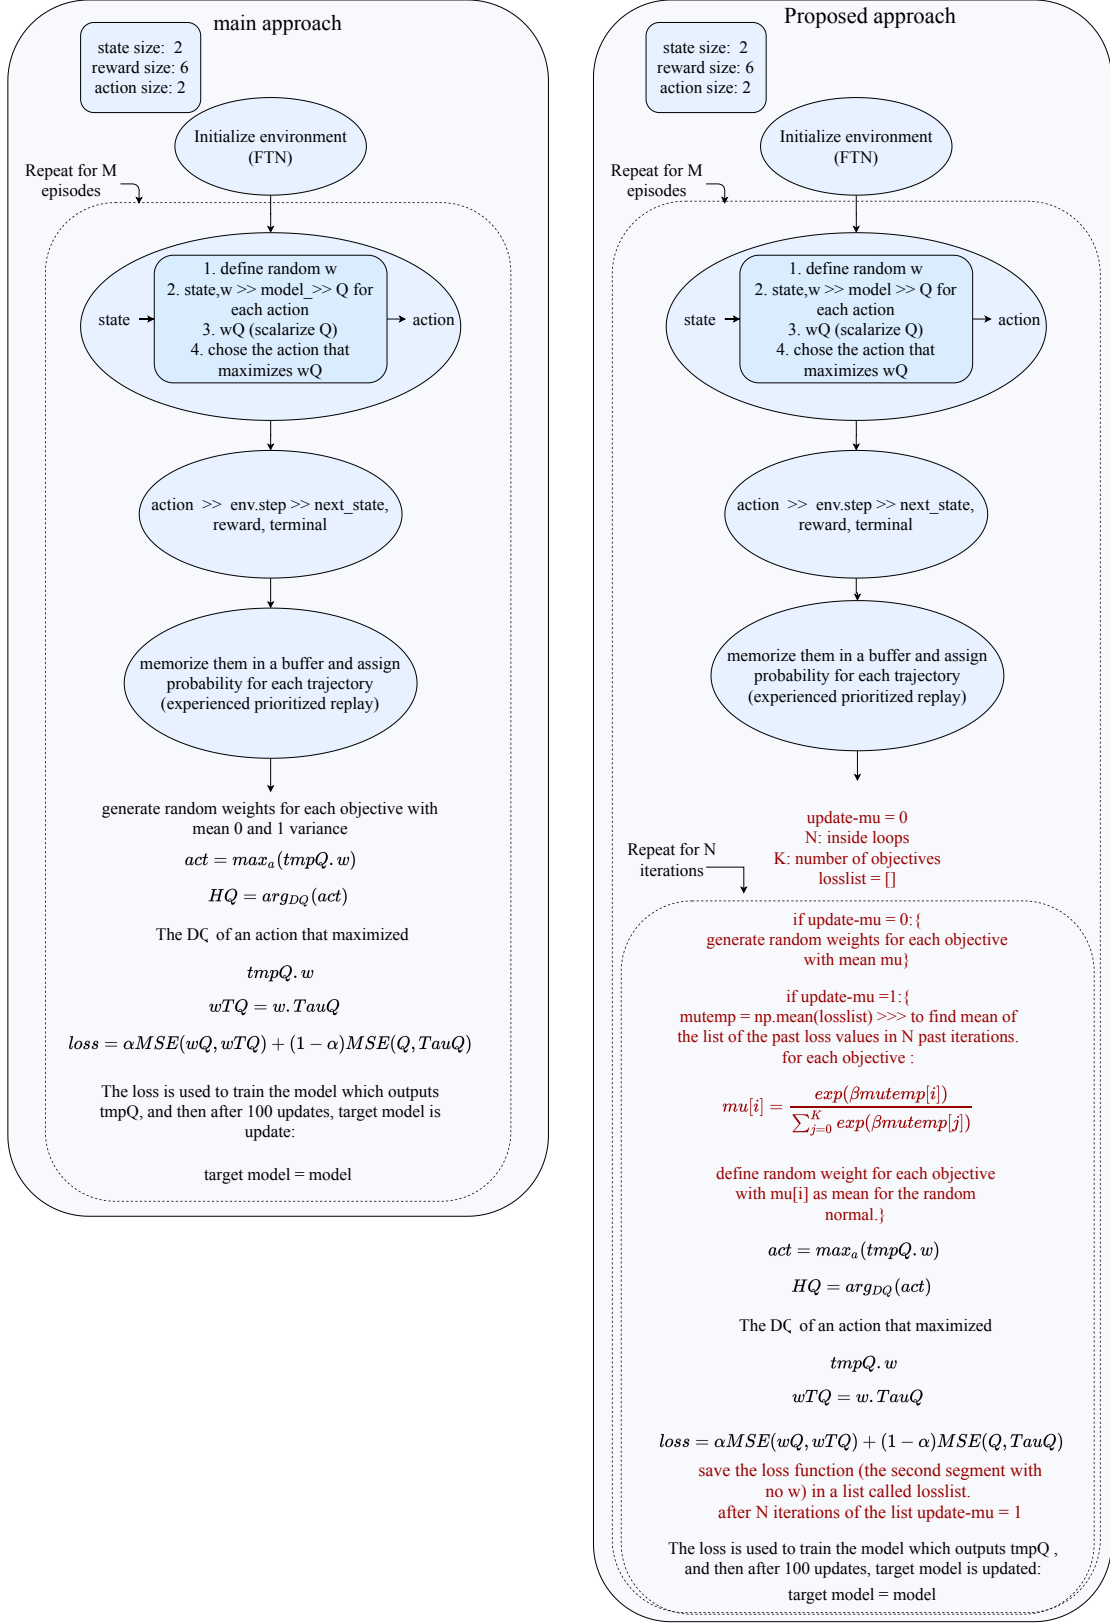 main approach
state size:  2
reward size: 6
action size: 2
Initialize environment
(FTN)
Repeat for M
episodes
1. define random w
2. state,w >> model_>> Q for
each action
3. wQ (scalarize Q)
4. chose the action that
maximizes wQ
state
action
action  >>  env.step >> next_state,
reward, terminal
memorize them in a buffer and assign
probability for each trajectory
(experienced prioritized replay)
generate random weights for each objective with
mean 0 and 1 variance
act = max_a(tmpQ.w)
HQ = arg_{DQ}(act)
The DQ of an action that maximized
tmpQ.w
wTQ = w.TauQ
loss = αMSE(wQ, wTQ) + (1 − α)MSE(Q, TauQ)
The loss is used to train the model which outputs
tmpQ, and then after 100 updates, target model is
update:
target model = model
Proposed approach
state size:  2
reward size: 6
action size: 2
Initialize environment
(FTN)
Repeat for M
episodes
1. define random w
2. state,w >> model >> Q for
each action
3. wQ (scalarize Q)
4. chose the action that
maximizes wQ
state
action
action  >>  env.step >> next_state,
reward, terminal
memorize them in a buffer and assign
probability for each trajectory
(experienced prioritized replay)
update-mu = 0
N: inside loops
K: number of objectives
losslist = []
Repeat for N
iterations
if update-mu = 0:{
generate random weights for each objective
with mean mu}
if update-mu =1:{
mutemp = np.mean(losslist) >>> to find mean of
the list of the past loss values in N past iterations.
for each objective :
mu[i] = exp(βmutemp[i]) / ∑_{j=0}^{K} exp(βmutemp[j])
define random weight for each objective
with mu[i] as mean for the random
normal.}
act = max_a(tmpQ.w)
HQ = arg_{DQ}(act)
The DQ of an action that maximized
tmpQ.w
wTQ = w.TauQ
loss = αMSE(wQ, wTQ) + (1 − α)MSE(Q, TauQ)
save the loss function (the second segment with
no w) in a list called losslist.
after N iterations of the list update-mu = 1
The loss is used to train the model which outputs tmpQ ,
and then after 100 updates, target model is updated:
target model = model